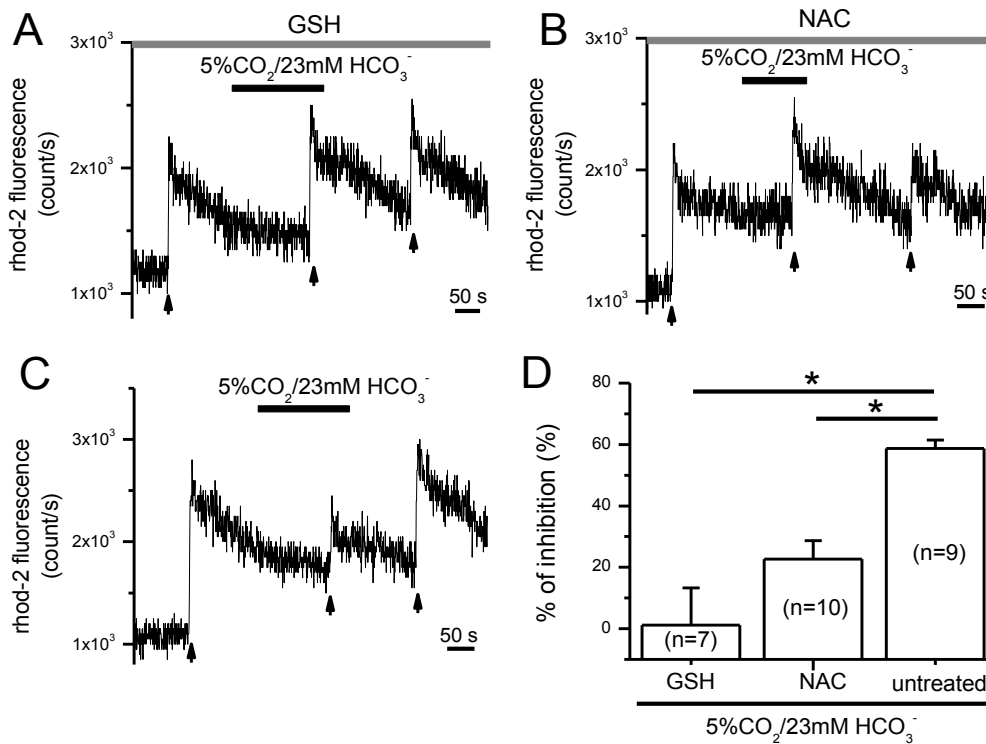 A
GSH
5%CO₂/23mM HCO₃⁻
3x10³
2x10³
1x10³
rhod-2 fluorescence
(count/s)
50 s
B
NAC
5%CO₂/23mM HCO₃⁻
3x10³
2x10³
1x10³
rhod-2 fluorescence
(count/s)
50 s
C
5%CO₂/23mM HCO₃⁻
3x10³
2x10³
1x10³
rhod-2 fluorescence
(count/s)
50 s
D
80
60
40
20
0
% of inhibition (%)
*
*
(n=7)
(n=10)
(n=9)
GSH
NAC
untreated
5%CO₂/23mM HCO₃⁻